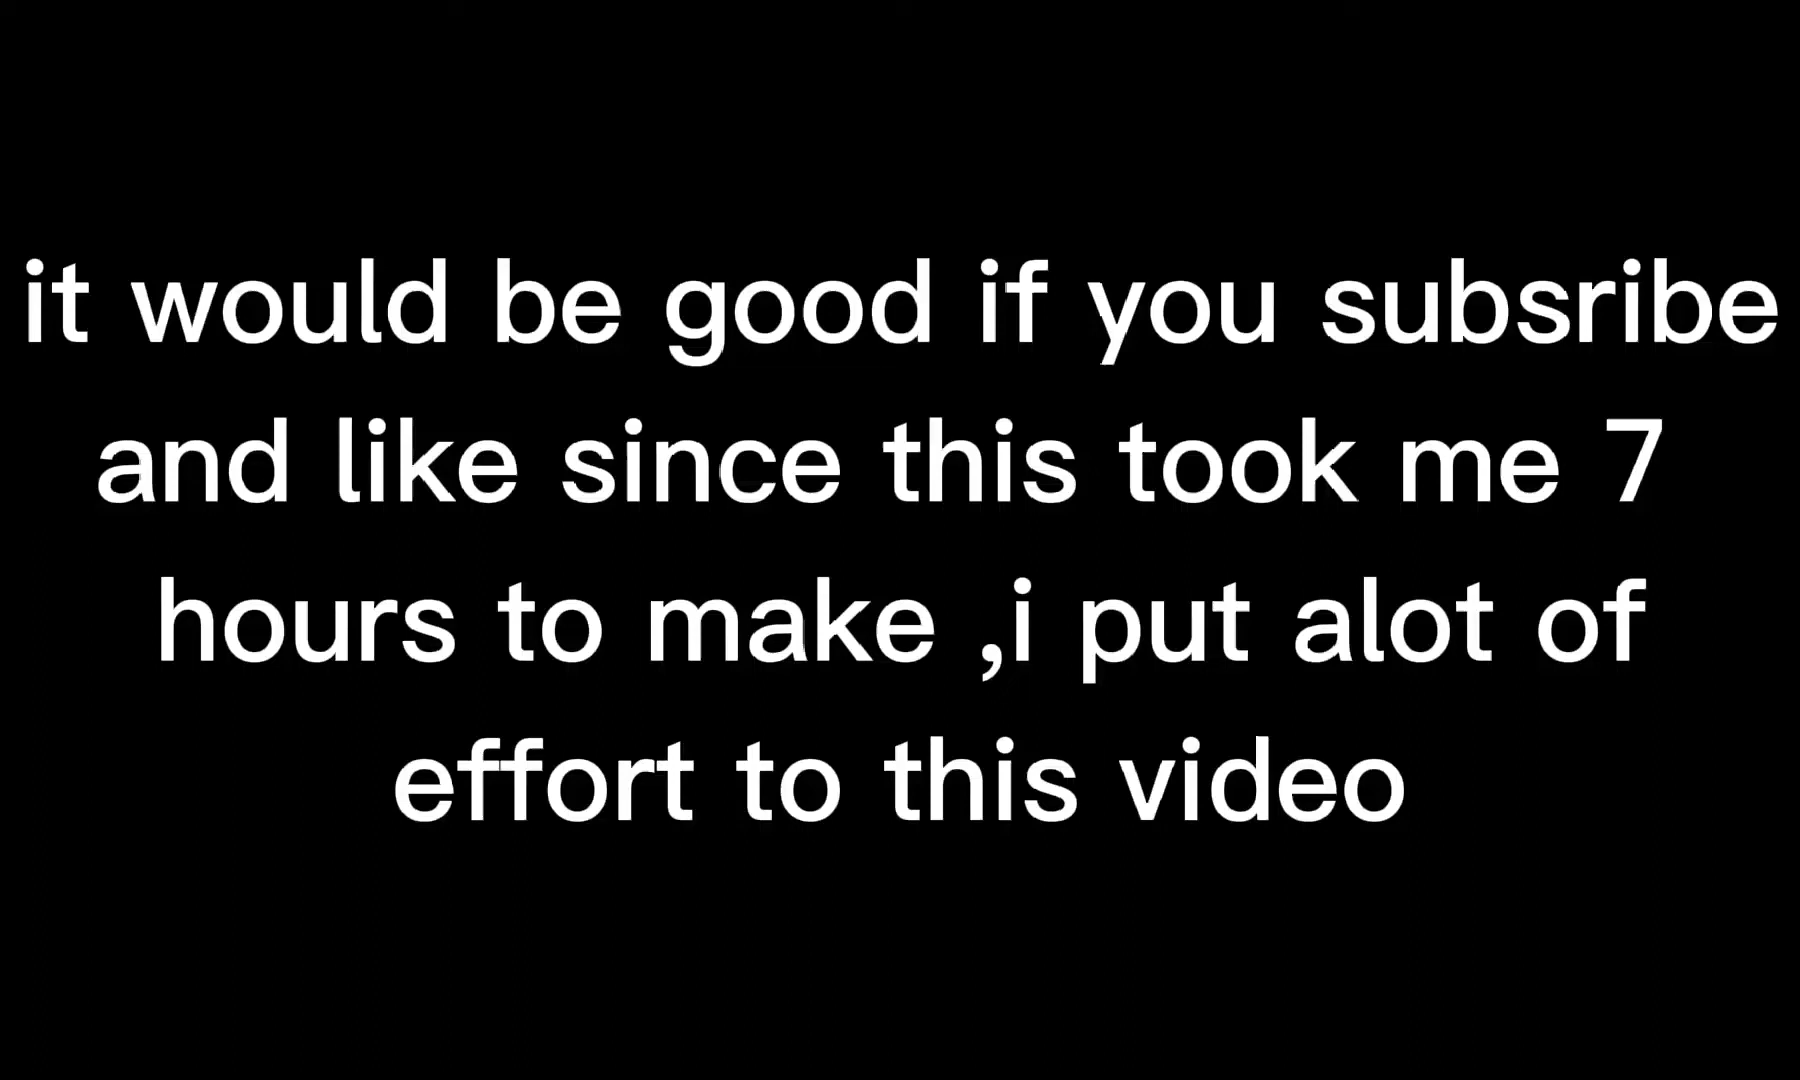 it would be good if you subsribe
and like since this took me 7
hours to make ,i put alot of
effort to this video